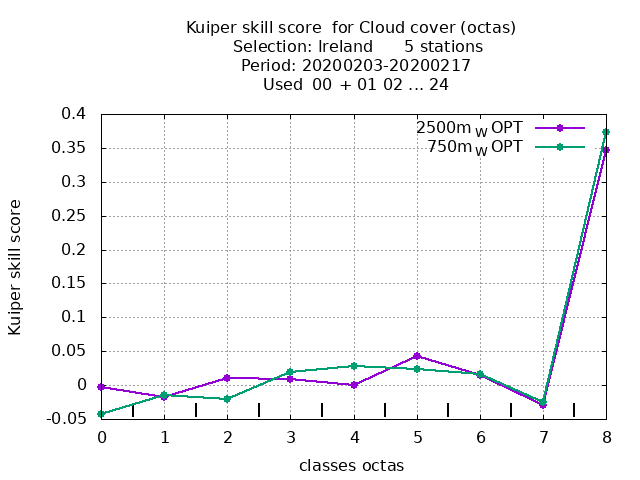 Kuiper skill score  for Cloud cover (octas)
Selection: Ireland      5 stations
Period: 20200203-20200217
Used  00 + 01 02 ... 24
2500m W OPT
750m W OPT
0.4
0.35
0.3
0.25
0.2
0.15
0.1
0.05
0
-0.05
Kuiper skill score
0 1 2 3 4 5 6 7 8
classes octas